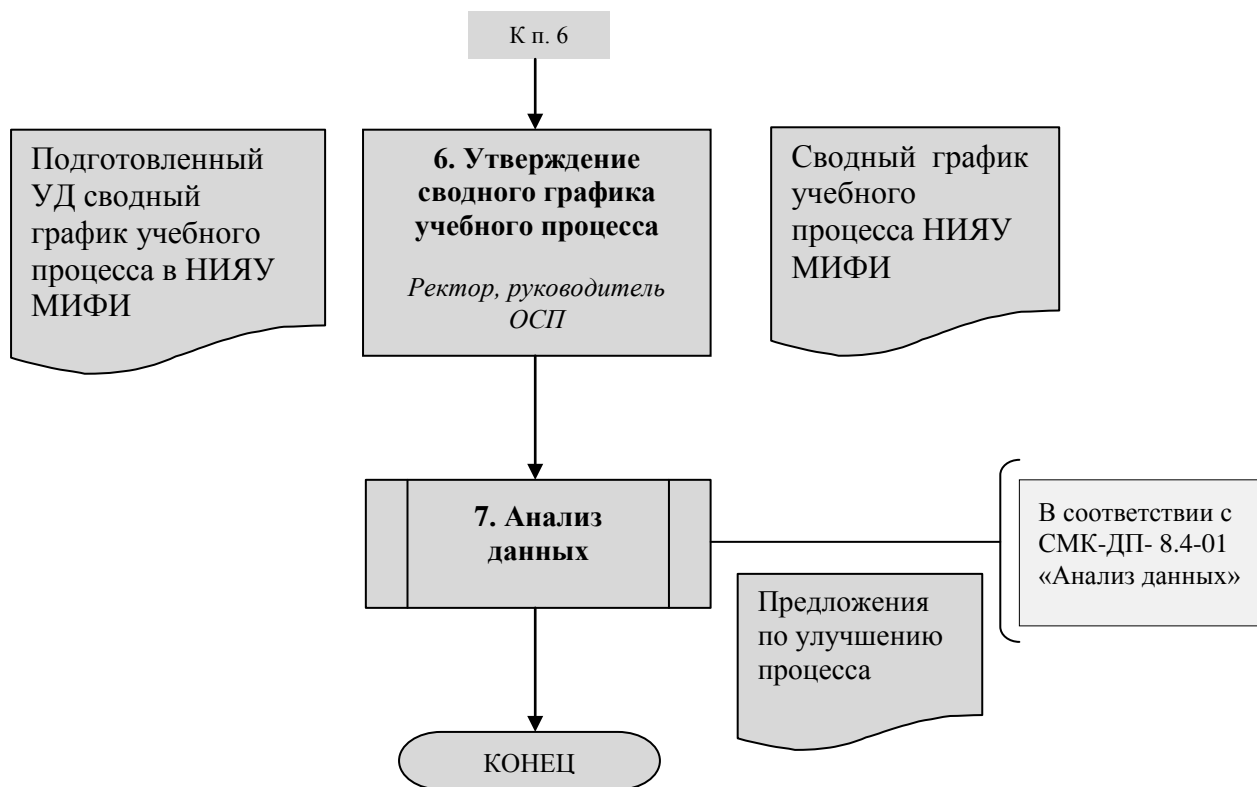 К п. 6
Подготовленный
УД сводный
график учебного
процесса в НИЯУ
МИФИ
6. Утверждение
сводного графика
учебного процесса
Ректор, руководитель
ОСП
Сводный график
учебного
процесса НИЯУ
МИФИ
7. Анализ
данных
В соответствии с
СМК-ДП- 8.4-01
«Анализ данных»
Предложения
по улучшению
процесса
КОНЕЦ